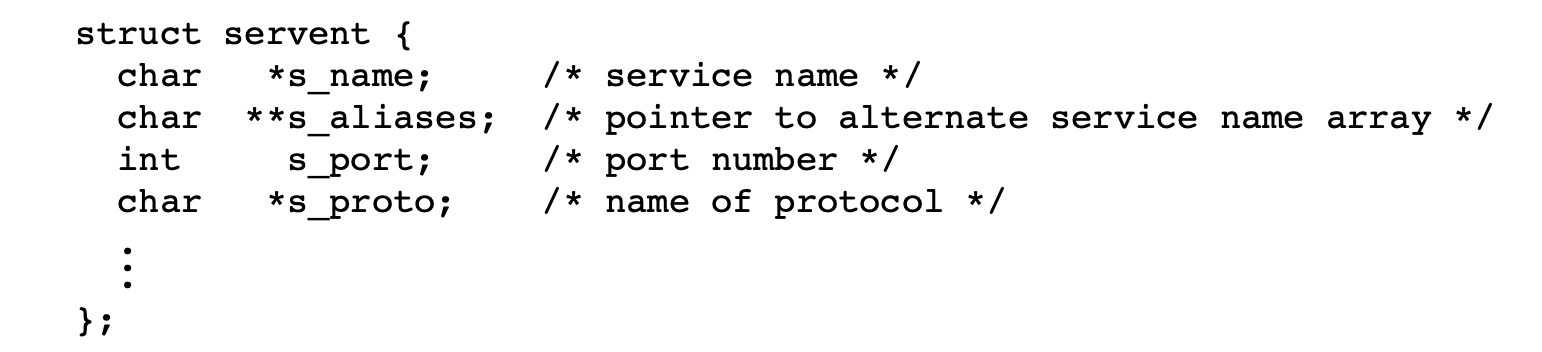 struct servent {
  char   *s_name;     /* service name */
  char  **s_aliases;  /* pointer to alternate service name array */
  int     s_port;     /* port number */
  char   *s_proto;    /* name of protocol */
  ⋮
};